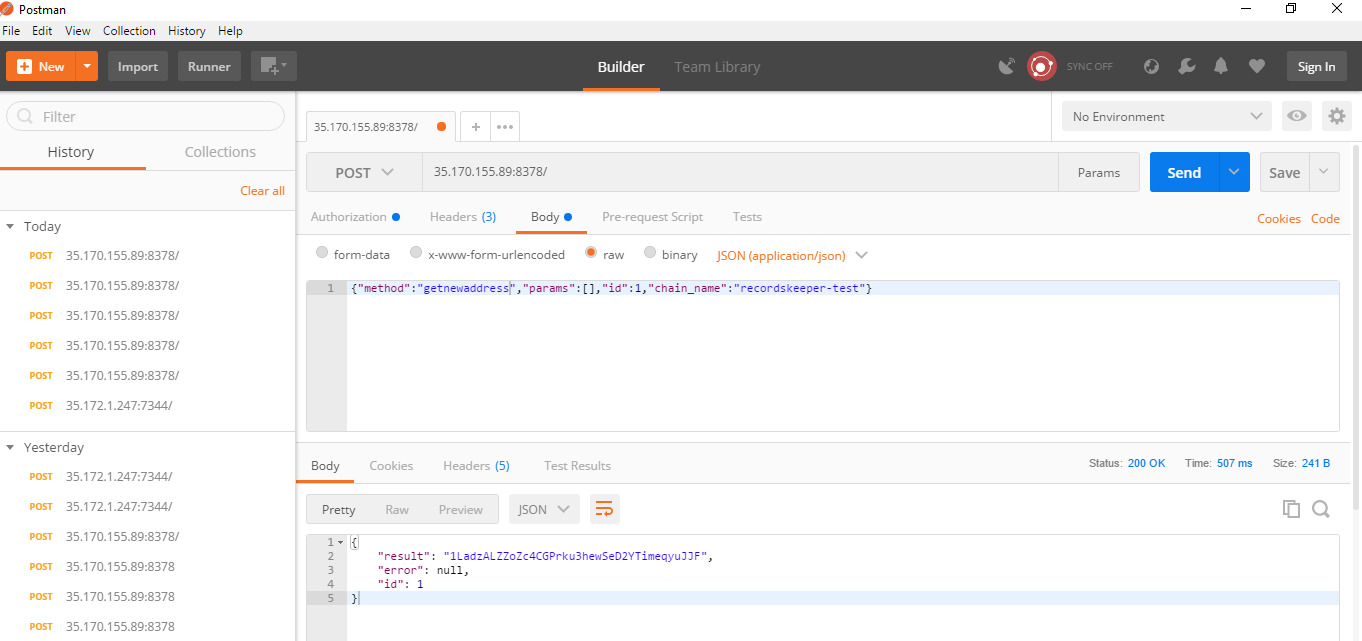 Postman
File Edit View Collection History Help
New Import Runner Builder Team Library SYNC OFF Sign In
Filter
History Collections
Clear all
Today
POST 35.170.155.89:8378/
POST 35.170.155.89:8378/
POST 35.170.155.89:8378/
POST 35.170.155.89:8378/
POST 35.170.155.89:8378/
POST 35.172.1.247:7344/
Yesterday
POST 35.172.1.247:7344/
POST 35.172.1.247:7344/
POST 35.170.155.89:8378/
POST 35.170.155.89:8378
POST 35.170.155.89:8378
POST 35.170.155.89:8378
35.170.155.89:8378/ + ••• No Environment
POST 35.170.155.89:8378/ Params Send Save
Authorization Headers (3) Body Pre-request Script Tests Cookies Code
form-data x-www-form-urlencoded raw binary JSON (application/json)
1 {"method":"getnewaddress","params":[],"id":1,"chain_name":"recordskeeper-test"}
Body Cookies Headers (5) Test Results Status: 200 OK Time: 507 ms Size: 241 B
Pretty Raw Preview JSON
1 {
2 "result": "1LadzALZZoZc4CGPrku3hewSeD2YTimeqyuJJF",
3 "error": null,
4 "id": 1
5 }